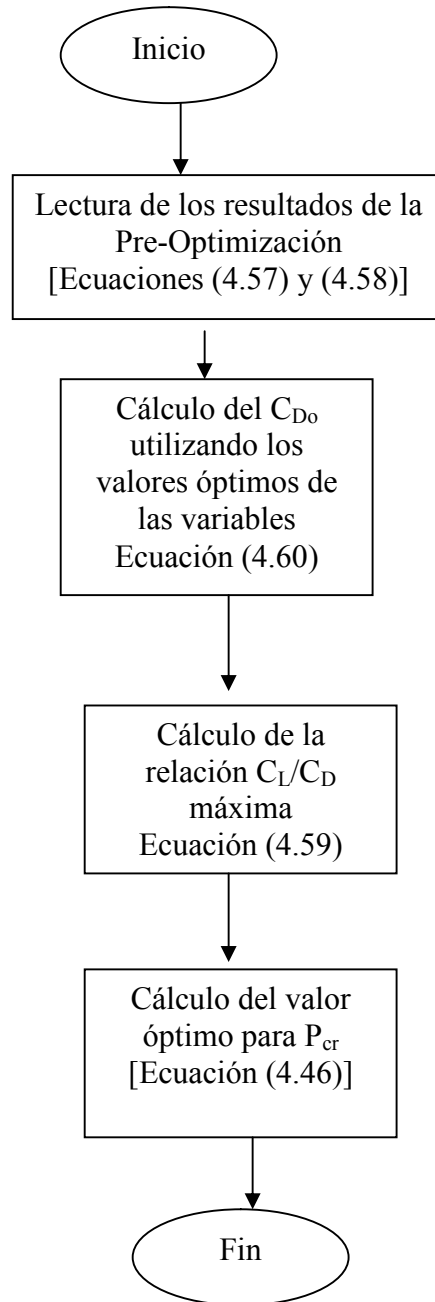 Inicio
Lectura de los resultados de la
Pre-Optimización
[Ecuaciones (4.57) y (4.58)]
Cálculo del C_Do
utilizando los
valores óptimos de
las variables
Ecuación (4.60)
Cálculo de la
relación C_L/C_D
máxima
Ecuación (4.59)
Cálculo del valor
óptimo para P_cr
[Ecuación (4.46)]
Fin